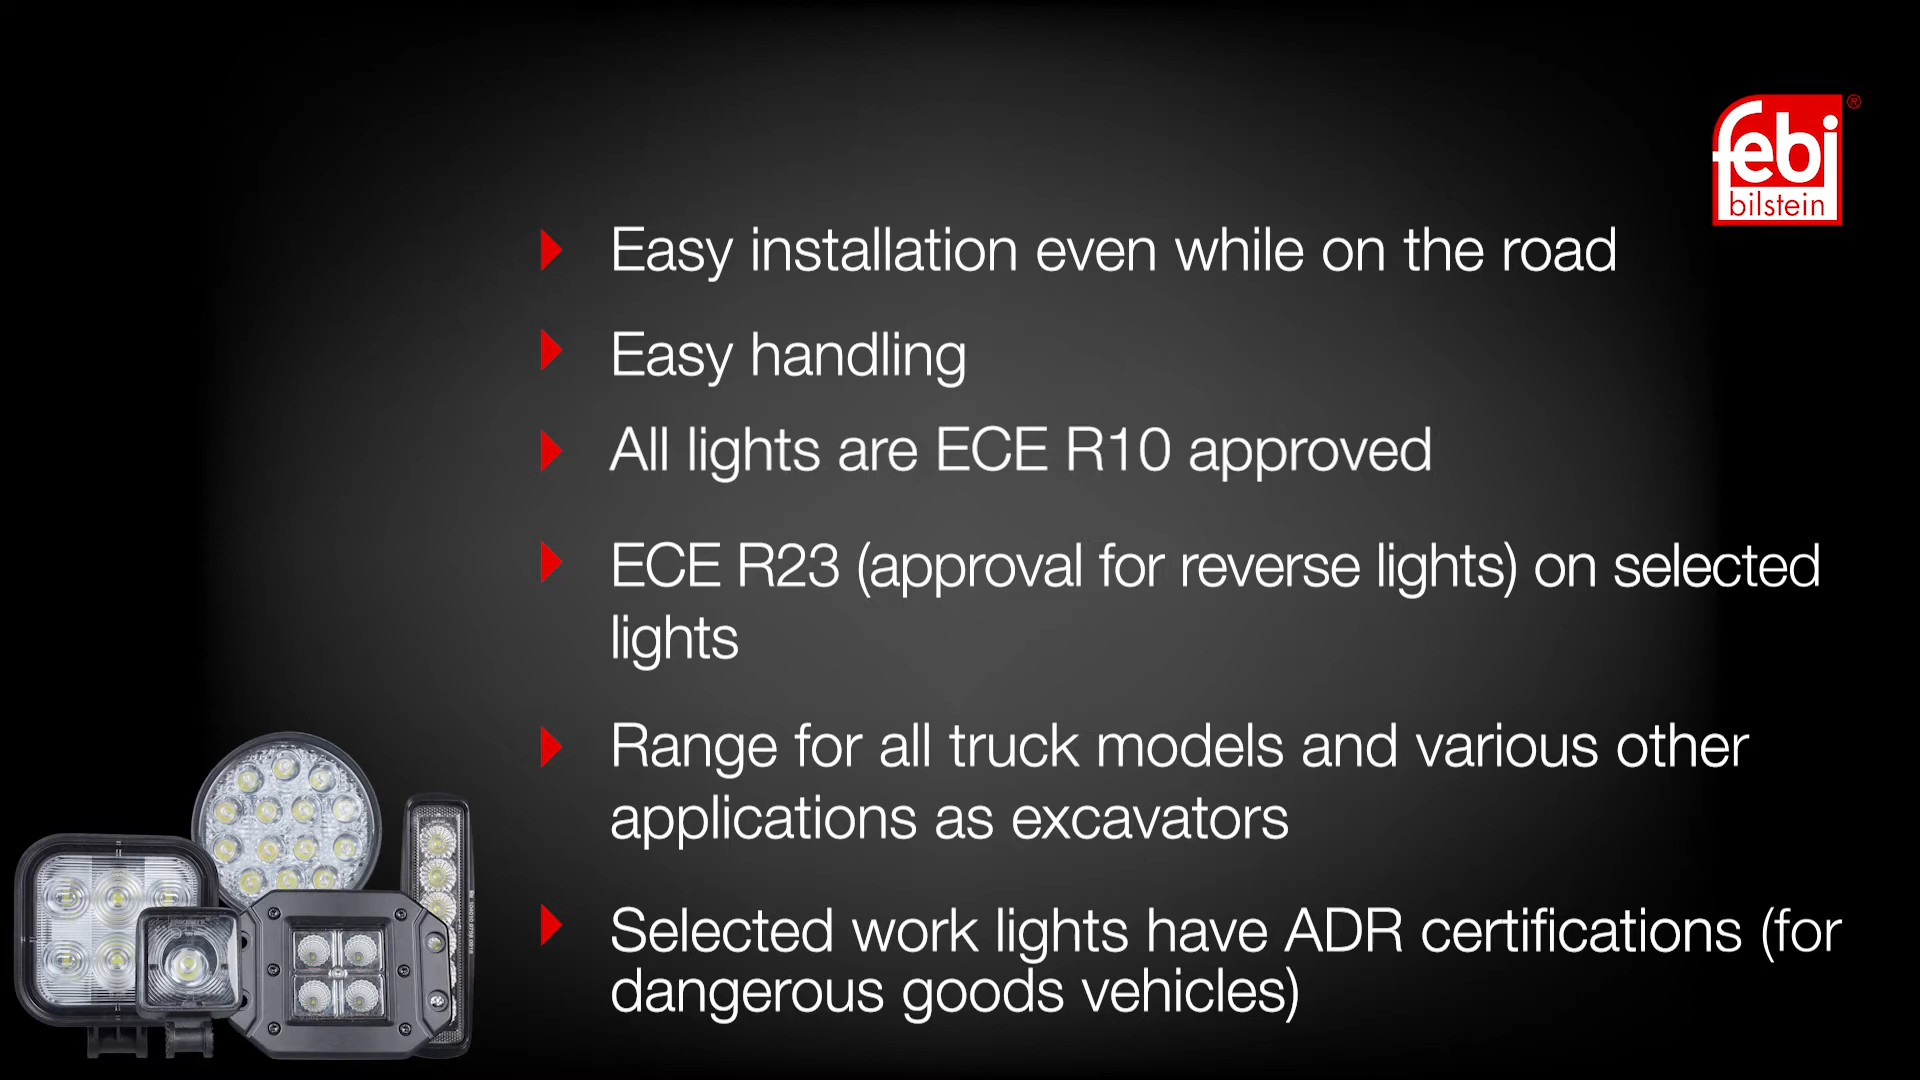 febi
®
bilstein
Easy installation even while on the road
Easy handling
All lights are ECE R10 approved
ECE R23 (approval for reverse lights) on selected
lights
Range for all truck models and various other
applications as excavators
Selected work lights have ADR certifications (for
dangerous goods vehicles)